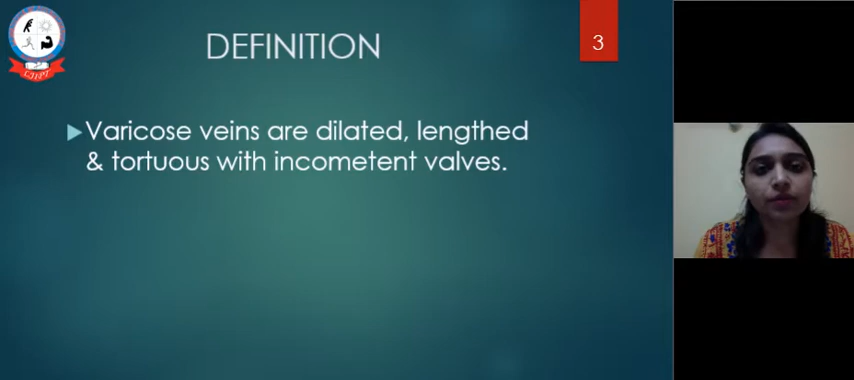 DEFINITION
3
Varicose veins are dilated, lengthed
& tortuous with incometent valves.